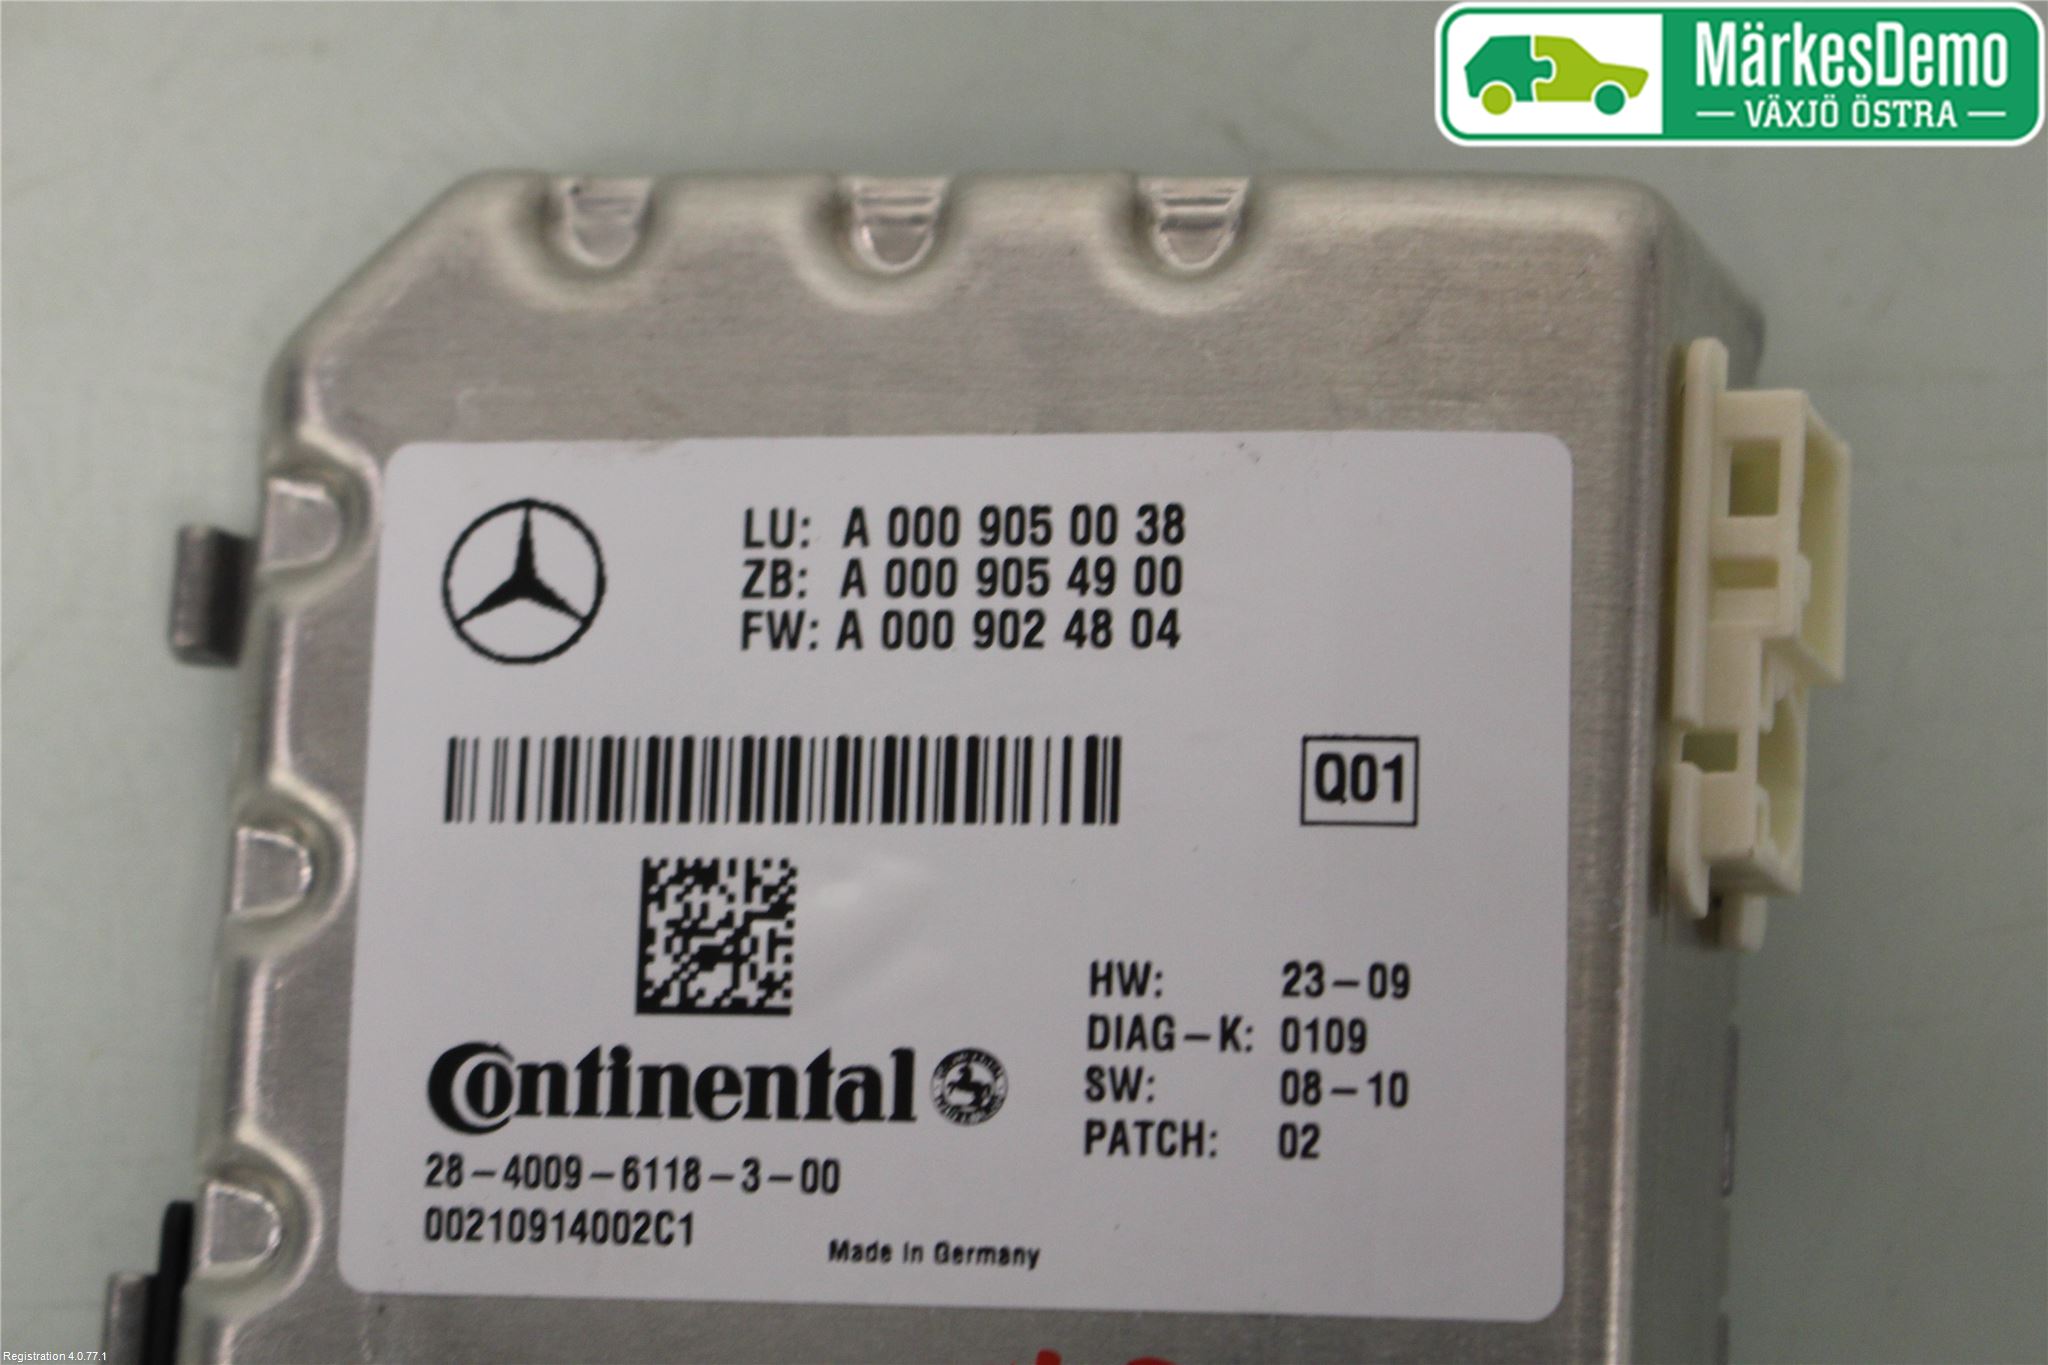 MärkesDemo
VÄXJÖ ÖSTRA
LU: A 000 905 00 38
ZB: A 000 905 49 00
FW: A 000 902 48 04
Q01
HW: 23-09
DIAG-K: 0109
SW: 08-10
PATCH: 02
Continental
28-4009-6118-3-00
00210914002C1
Made in Germany
Registration 4.0.77.1